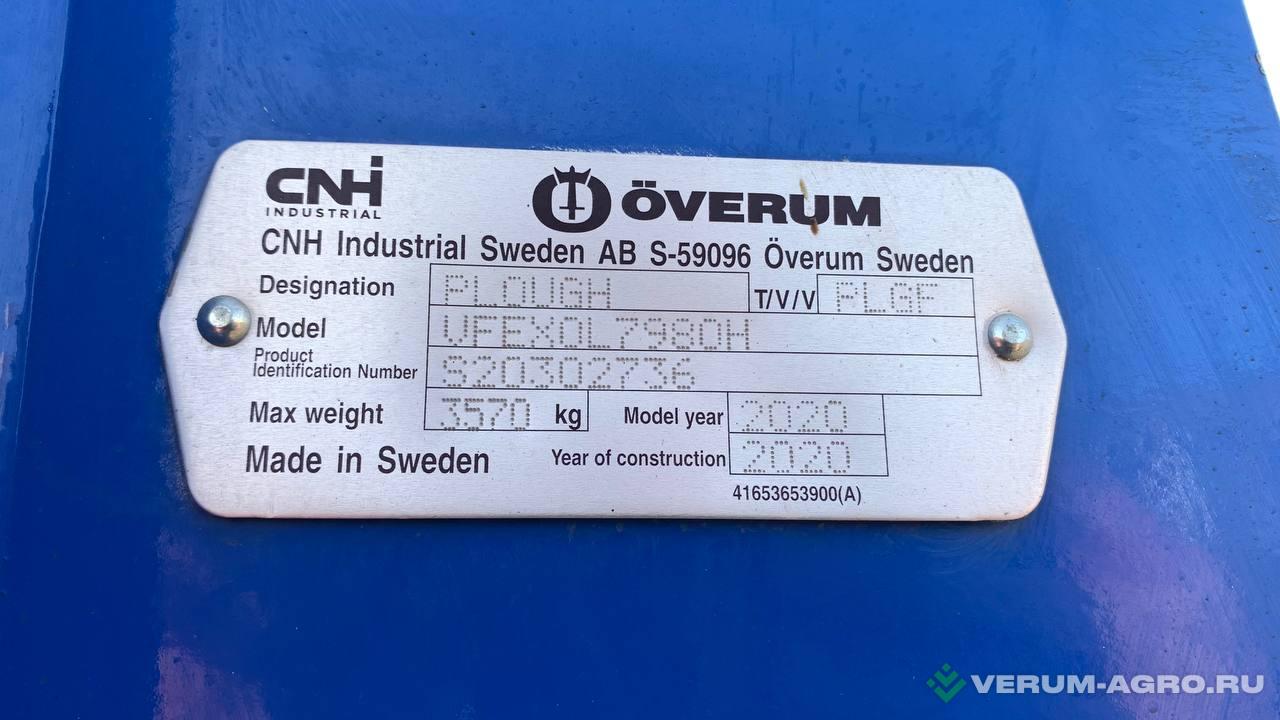 CNH
INDUSTRIAL
ÖVERUM
CNH Industrial Sweden AB S-59096 Överum Sweden
Designation PLOUGH T/V/V FLGF
Model VFEXOL7980H
Product
Identification Number S20302736
Max weight 3570 kg Model year 2020
Made in Sweden Year of construction 2020
41653653900(A)
VERUM-AGRO.RU